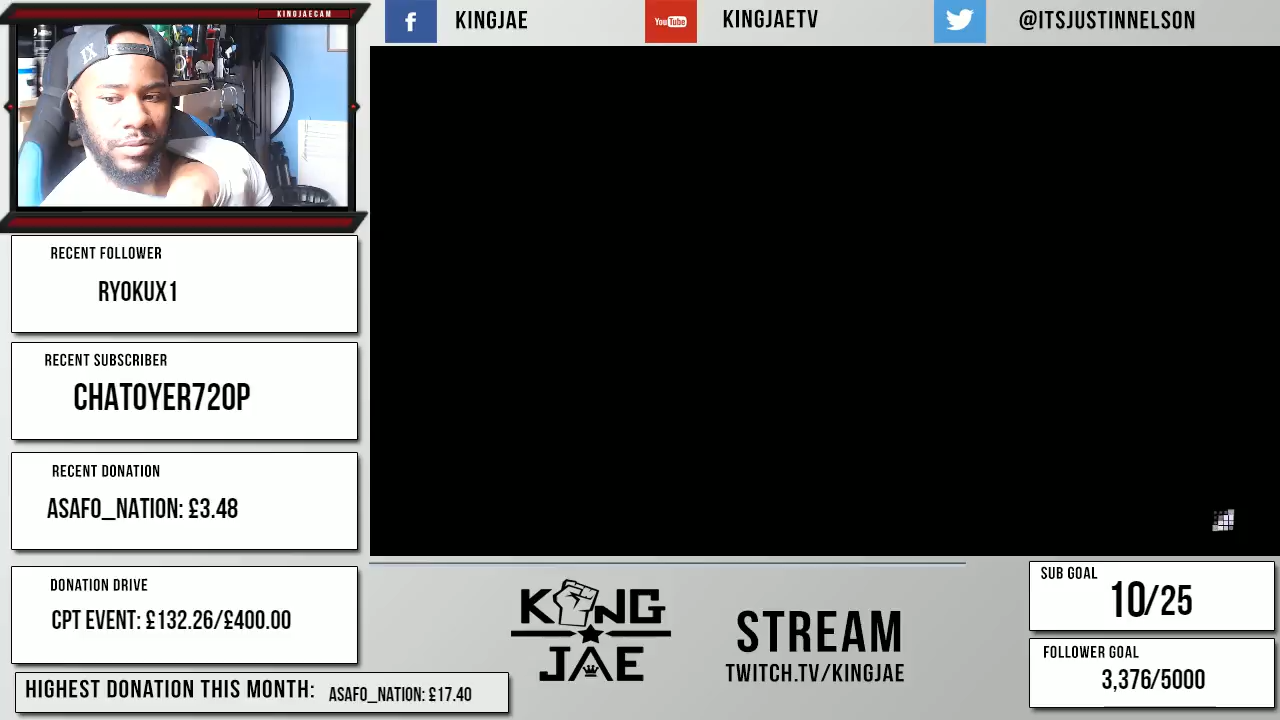 KINGJAECAM
KINGJAE
YouTube
KINGJAETV
@ITSJUSTINNELSON
IX
RECENT FOLLOWER
RYOKUX1
RECENT SUBSCRIBER
CHATOYER720P
RECENT DONATION
ASAFO_NATION: £3.48
DONATION DRIVE
CPT EVENT: £132.26/£400.00
HIGHEST DONATION THIS MONTH: ASAFO_NATION: £17.40
KING
JAE
STREAM
TWITCH.TV/KINGJAE
SUB GOAL
10/25
FOLLOWER GOAL
3,376/5000